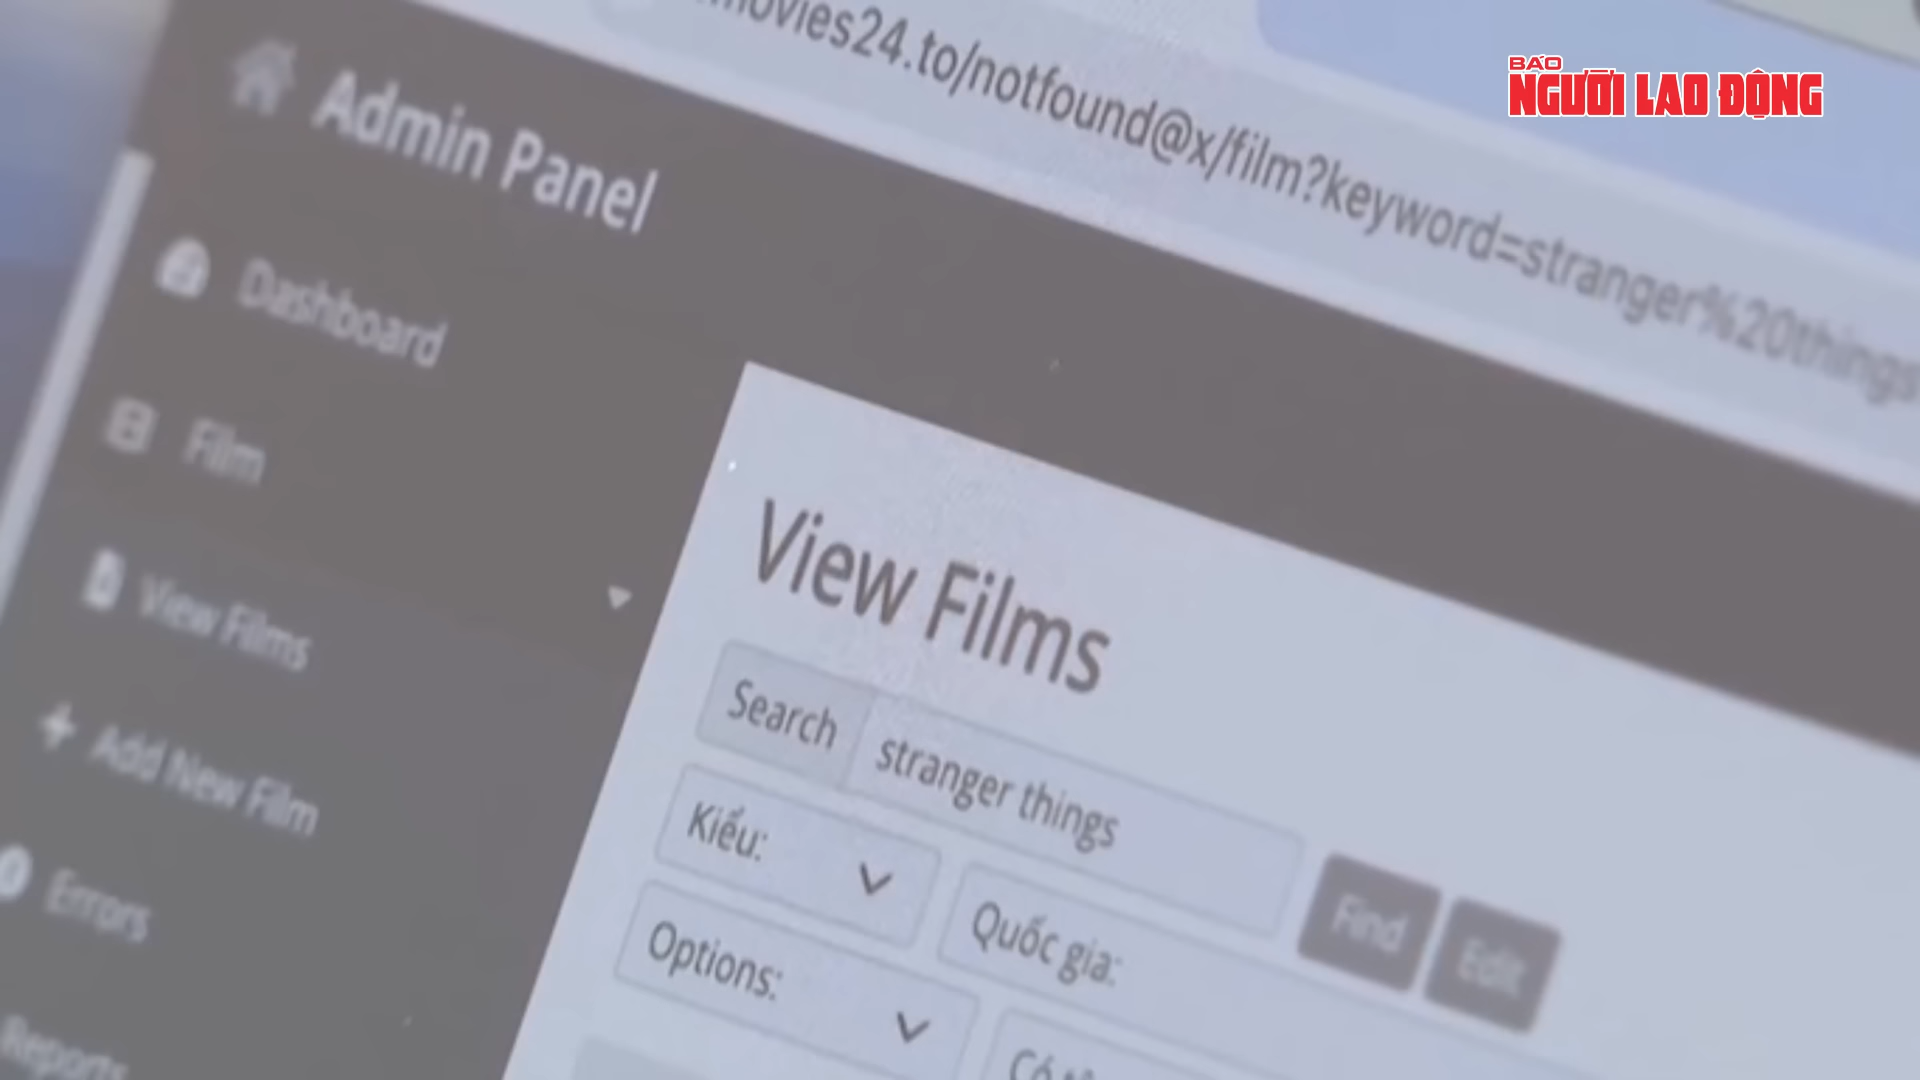 BÁO
NGƯỜI LAO ĐỘNG
movies24.to/notfound@x/film?keyword=stranger%20things
Admin Panel
Dashboard
Film
View Films
Add New Film
Errors
Reports
View Films
Search
stranger things
Find
Edit
Kiểu:
Quốc gia:
Options: